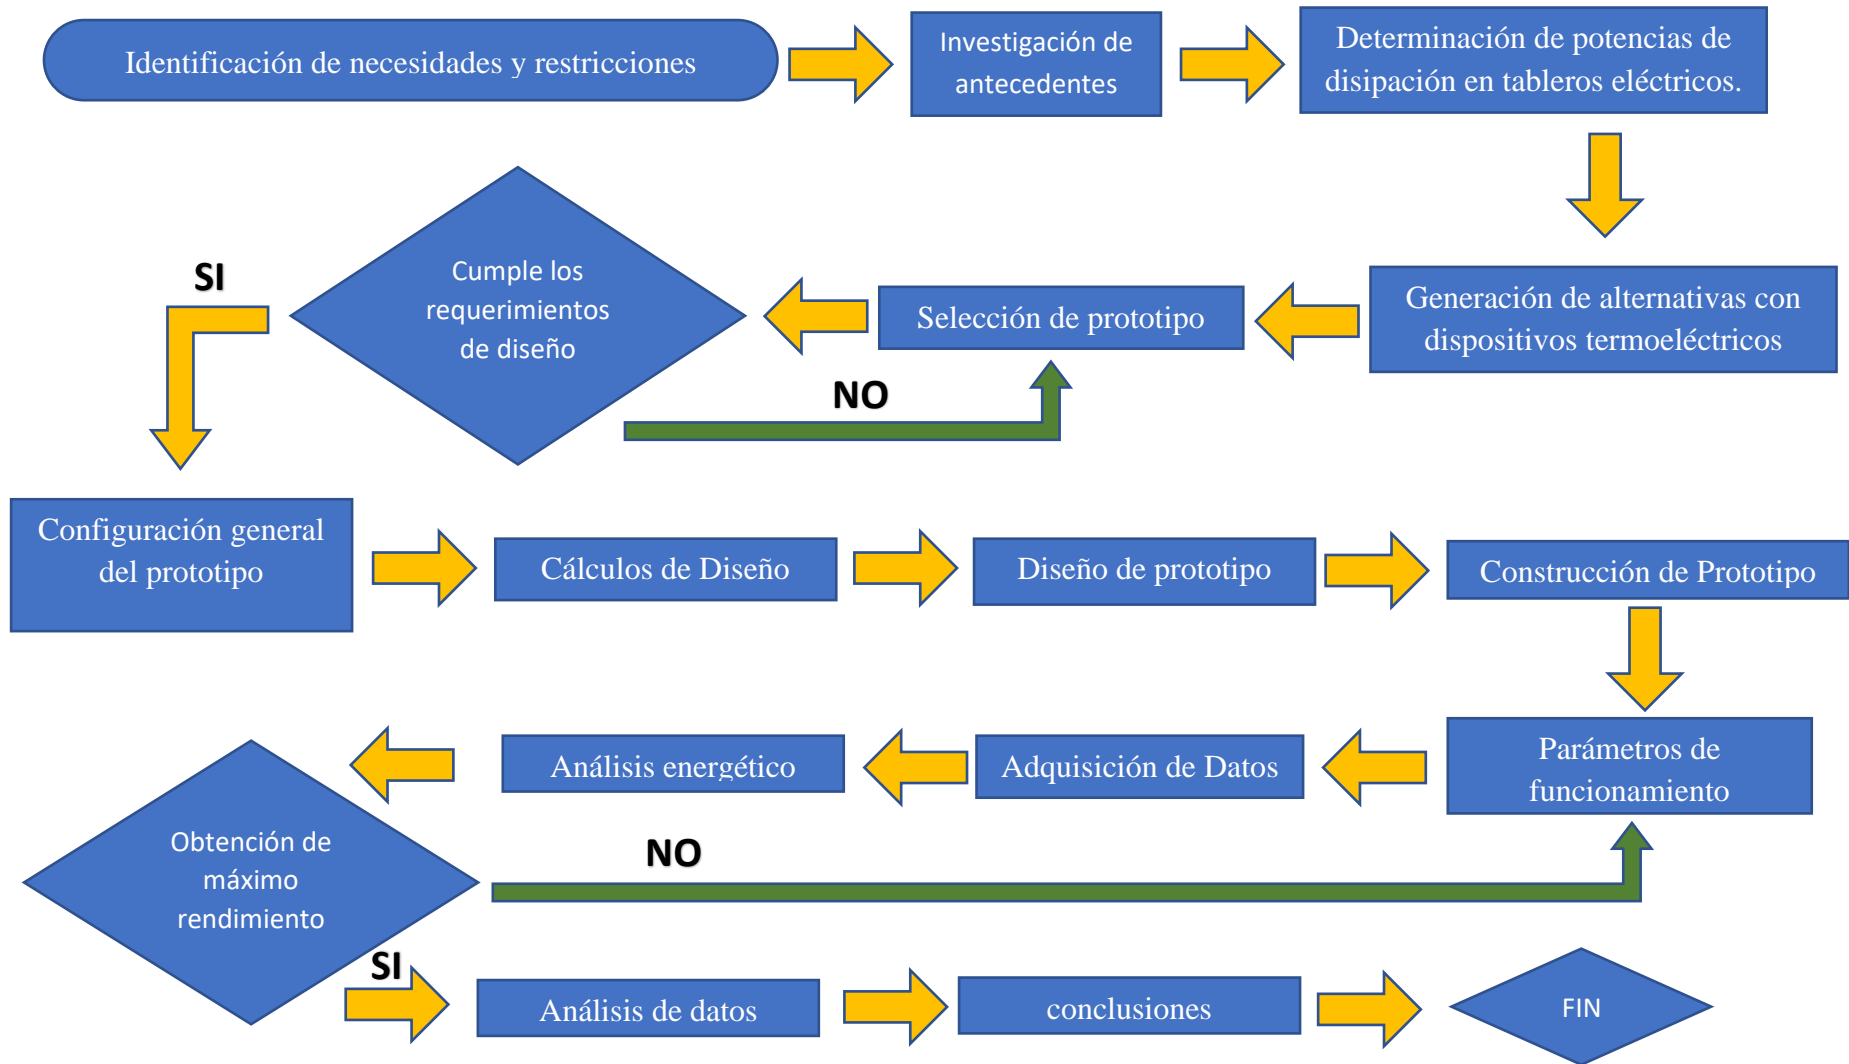 Identificación de necesidades y restricciones
Investigación de
antecedentes
Determinación de potencias de
disipación en tableros eléctricos.
Generación de alternativas con
dispositivos termoeléctricos
Selección de prototipo
Cumple los
requerimientos
de diseño
SI
NO
Configuración general
del prototipo
Cálculos de Diseño
Diseño de prototipo
Construcción de Prototipo
Parámetros de
funcionamiento
Adquisición de Datos
Análisis energético
Obtención de
máximo
rendimiento
NO
SI
Análisis de datos
conclusiones
FIN